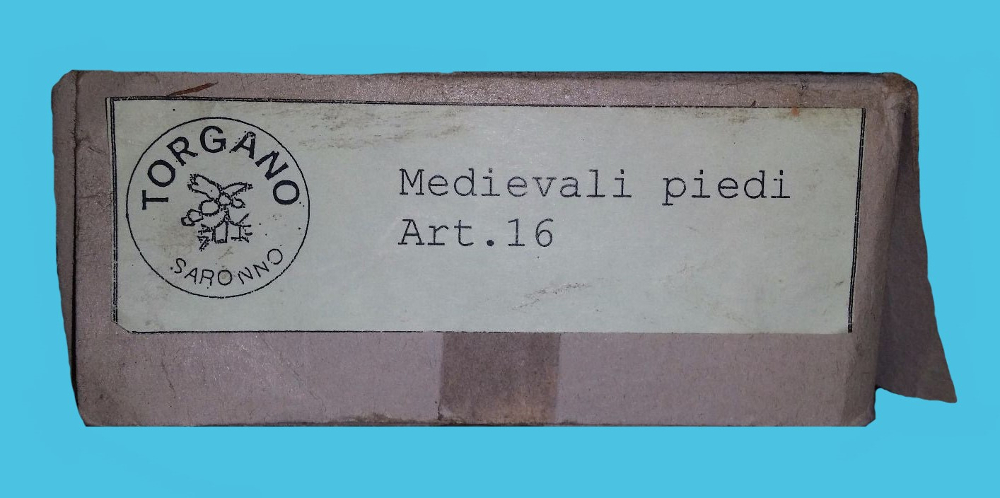 TORGANO
SARONNO
Medievali piedi
Art.16